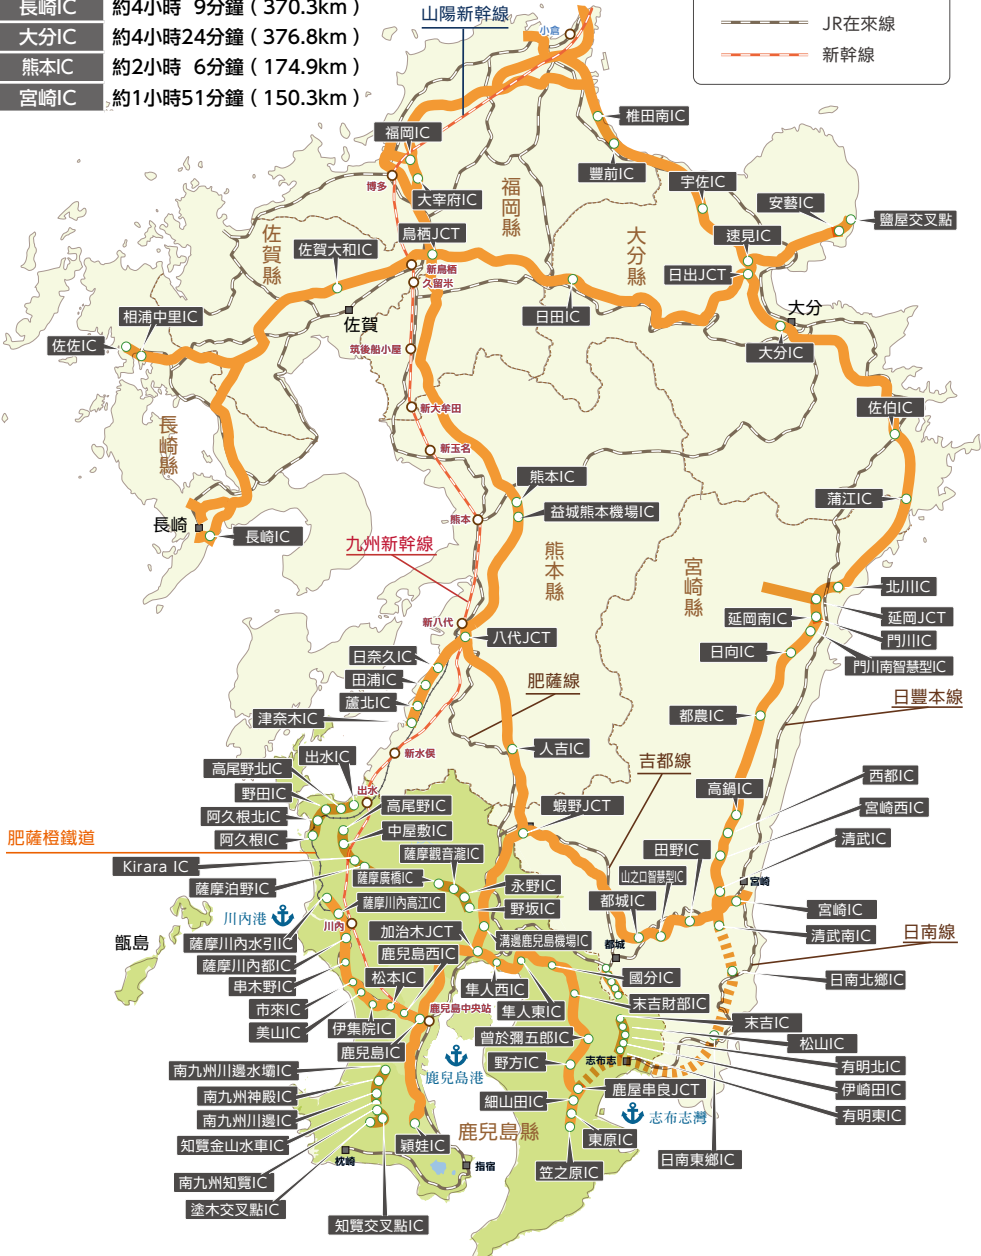 長崎IC 約4小時 9分鐘（370.3km）
大分IC 約4小時24分鐘（376.8km）
熊本IC 約2小時 6分鐘（174.9km）
宮崎IC 約1小時51分鐘（150.3km）
JR在來線
新幹線
山陽新幹線
小倉
福岡IC
椎田南IC
豐前IC
博多
大宰府IC
福岡縣
宇佐IC
安藝IC
鹽屋交叉點
佐賀縣
佐賀大和IC
鳥栖JCT
大分縣
速見IC
新鳥栖
久留米
日出JCT
相浦中里IC
佐賀
日田IC
大分
佐佐IC
筑後船小屋
大分IC
新大牟田
佐伯IC
長崎縣
新玉名
熊本IC
蒲江IC
長崎
長崎IC
熊本
益城熊本機場IC
九州新幹線
熊本縣
宮崎縣
北川IC
延岡南IC
延岡JCT
新八代
八代JCT
門川IC
日奈久IC
日向IC
門川南智慧型IC
田浦IC
肥薩線
蘆北IC
日豐本線
津奈木IC
都農IC
新水俁
人吉IC
出水IC
吉都線
高尾野北IC
西都IC
野田IC
出水
高鍋IC
高尾野IC
蝦野JCT
宮崎西IC
阿久根北IC
阿久根IC
中屋敷IC
清武IC
肥薩橙鐵道
薩摩觀音瀧IC
田野IC
Kirara IC
薩摩廣橋IC
山之口智慧型IC
薩摩泊野IC
永野IC
宮崎
都城IC
薩摩川內高江IC
野坂IC
宮崎IC
川內港
川內
加治木JCT
溝邊鹿兒島機場IC
都城
清武南IC
日南線
甑島
薩摩川內水引IC
鹿兒島西IC
薩摩川內都IC
松本IC
國分IC
日南北鄉IC
串木野IC
隼人西IC
末吉財部IC
市來IC
鹿兒島中央站
隼人東IC
末吉IC
美山IC
伊集院IC
曾於彌五郎IC
松山IC
鹿兒島IC
野方IC
志布志
有明北IC
南九州川邊水壩IC
鹿兒島港
鹿屋串良JCT
伊崎田IC
南九州神殿IC
細山田IC
有明東IC
南九州川邊IC
志布志灣
知覽金山水車IC
穎娃IC
鹿兒島縣
東原IC
枕崎
指宿
日南東鄉IC
南九州知覽IC
笠之原IC
塗木交叉點IC
知覽交叉點IC